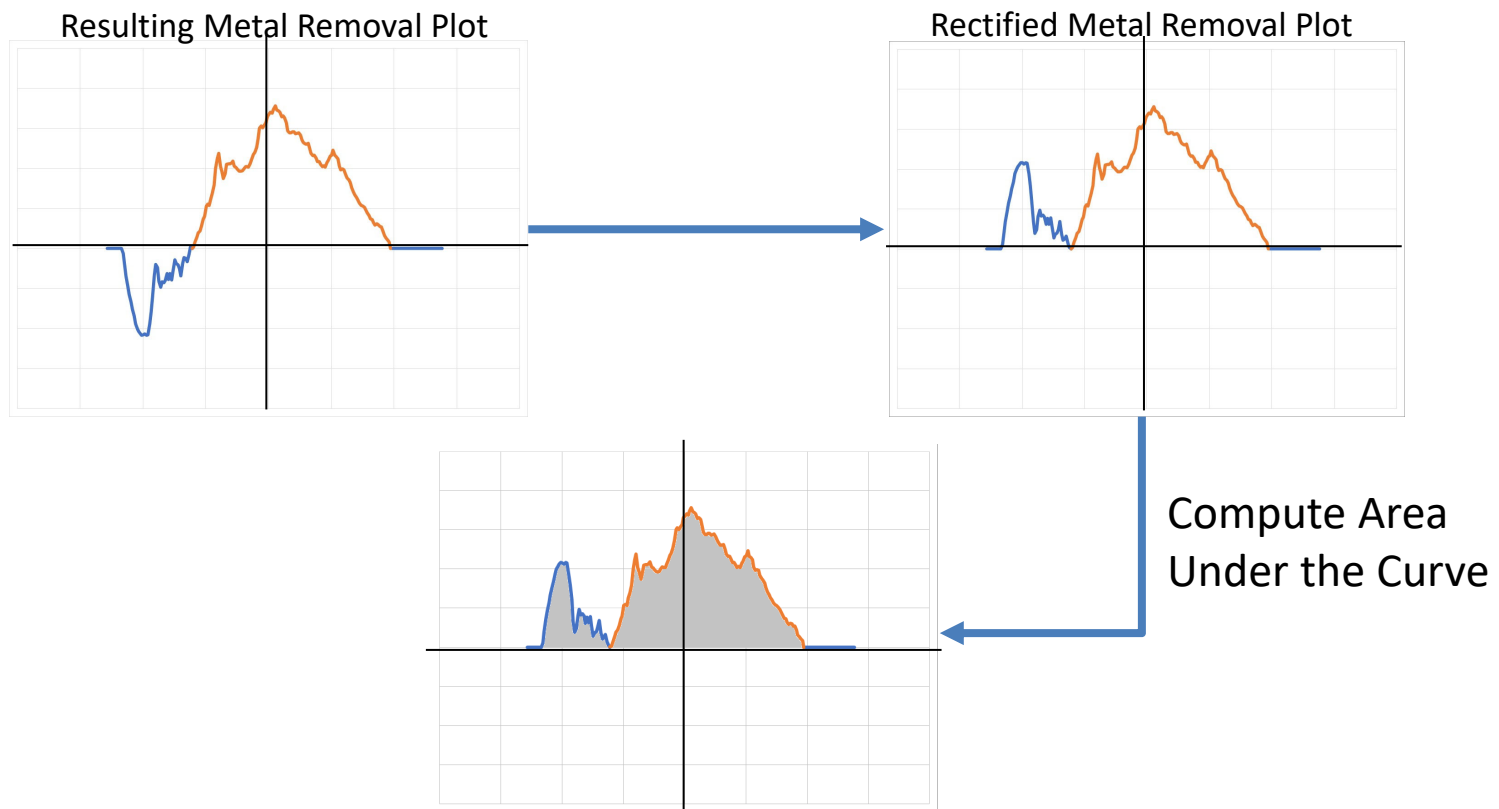 Resulting Metal Removal Plot
Rectified Metal Removal Plot
Compute Area
Under the Curve